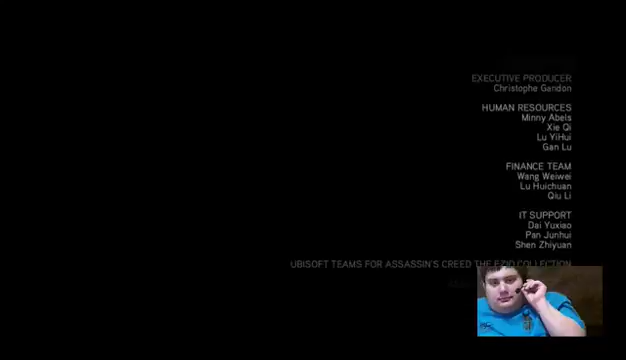 EXECUTIVE PRODUCER
Christophe Gandon
HUMAN RESOURCES
Minny Abels
Xie Qi
Lu YiHui
Gan Lu
FINANCE TEAM
Wang Weiwei
Lu Huichuan
Qiu Li
IT SUPPORT
Dai Yuxiao
Pan Junhui
Shen Zhiyuan
UBISOFT TEAMS FOR ASSASSIN'S CREED THE EZIO COLLECTION